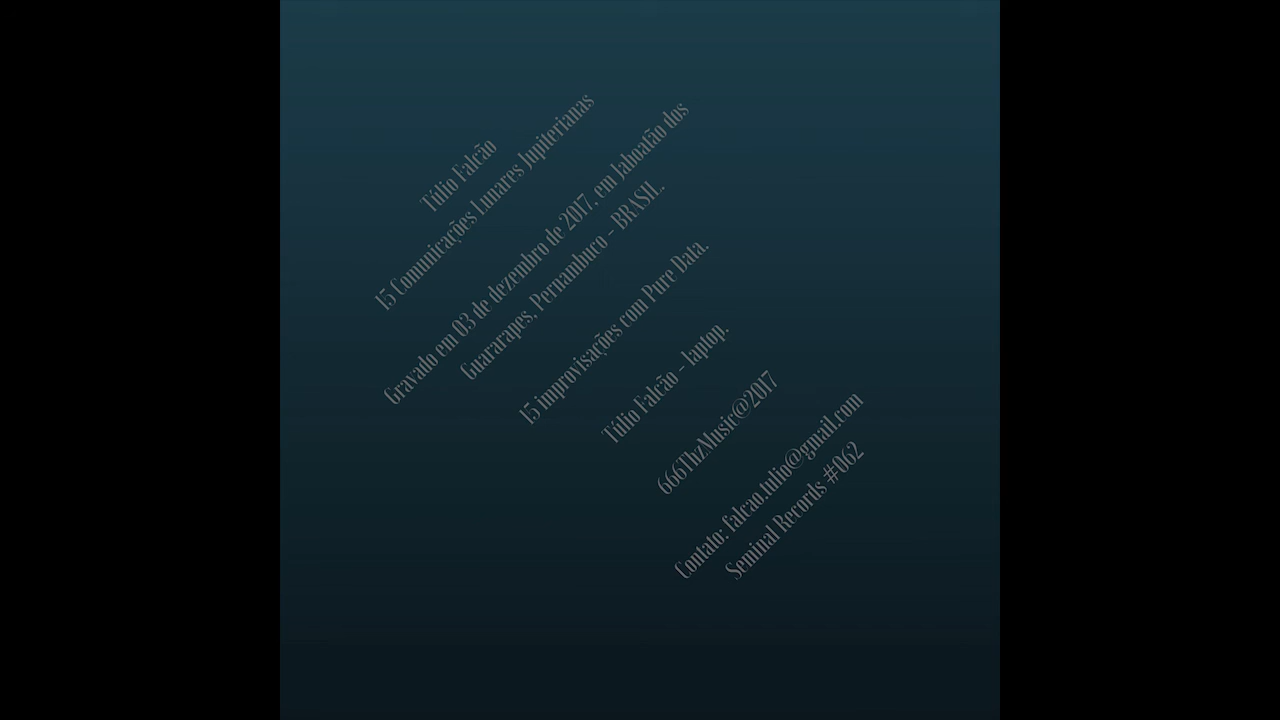 Túlio Falcão
15 Comunicações Lunares Jupiterianas
Gravado em 03 de dezembro de 2017, em Jaboatão dos
Guararapes, Pernambuco - BRASIL.
15 improvisações com Pure Data.
Túlio Falcão - laptop.
666ThzMusic@2017
Contato: falcao.tulio@gmail.com
Seminal Records #062